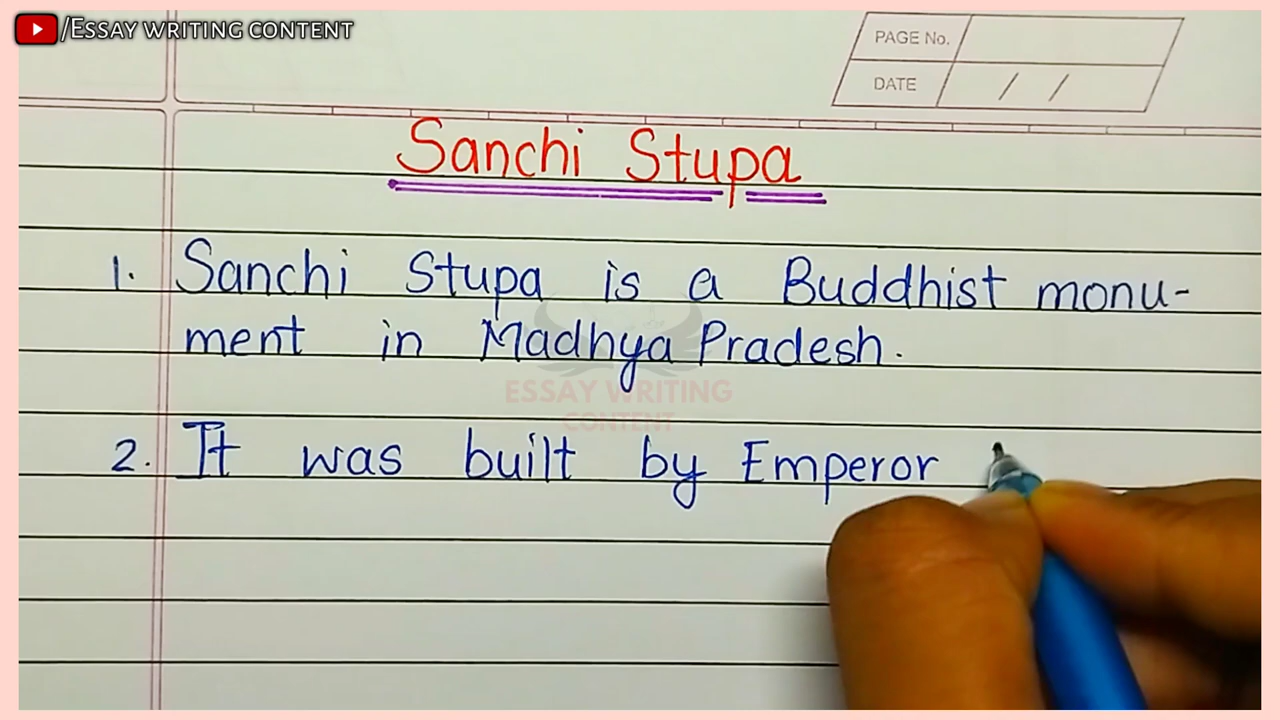 /ESSAY WRITING CONTENT
PAGE No.
DATE / /
Sanchi Stupa
1. Sanchi Stupa is a Buddhist monu-
ment in Madhya Pradesh.
ESSAY WRITING
CONTENT
2. It was built by Emperor